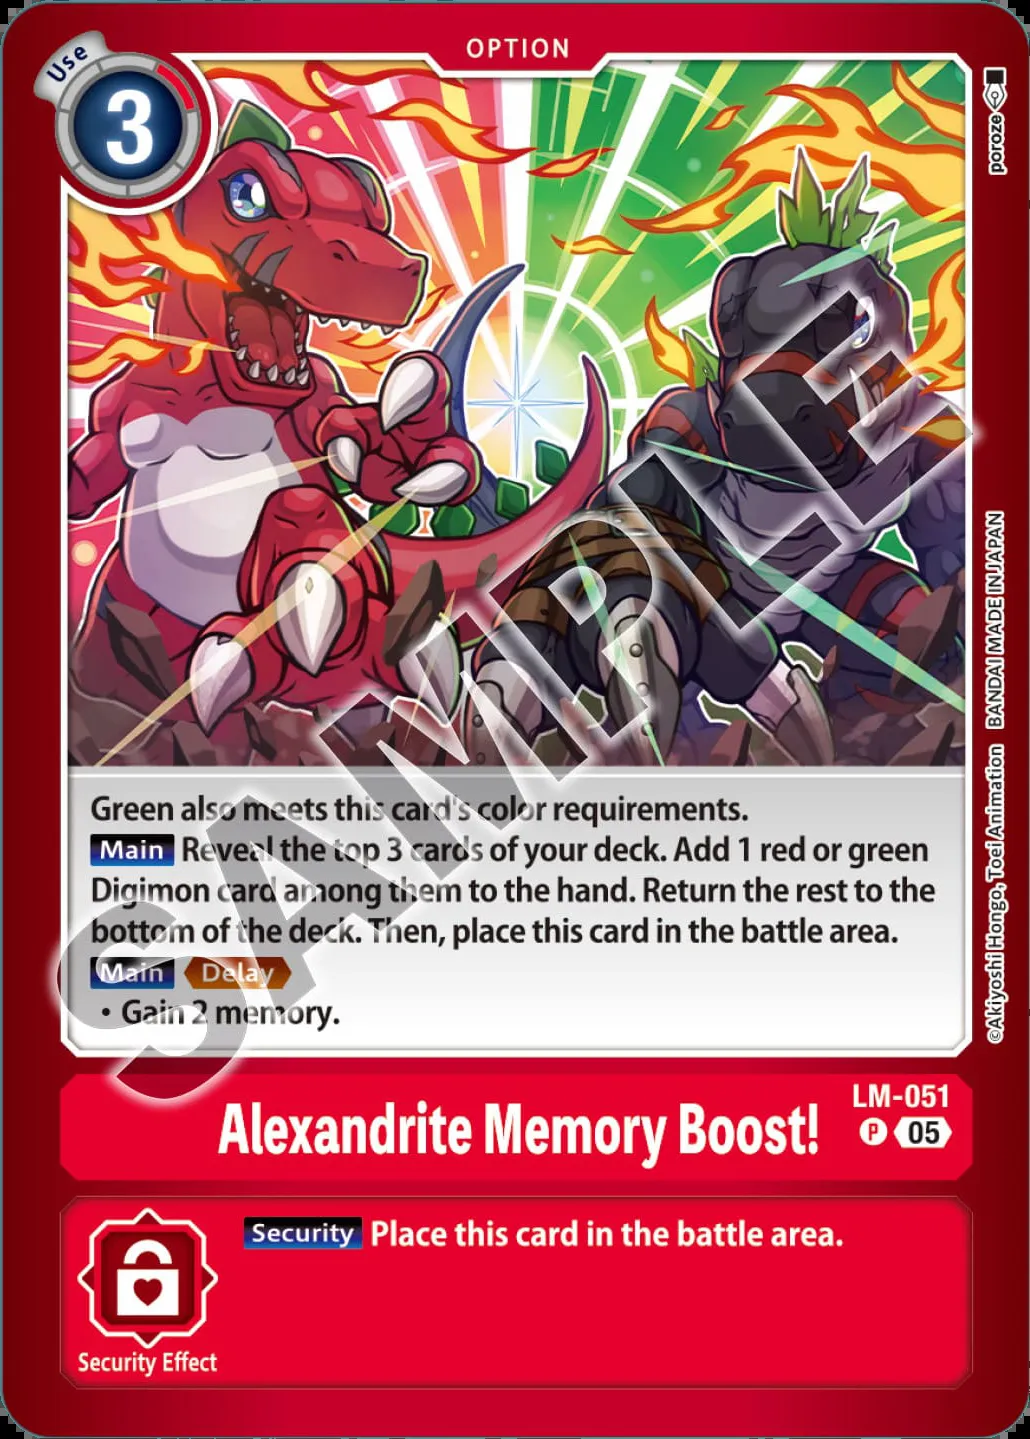 OPTION
Use
3
poroze
Green also meets this card's color requirements.
Main Reveal the top 3 cards of your deck. Add 1 red or green
Digimon card among them to the hand. Return the rest to the
bottom of the deck. Then, place this card in the battle area.
Main Delay
• Gain 2 memory.
SAMPLE
©Akiyoshi Hongo, Toei Animation BANDAI MADE IN JAPAN
LM-051
Alexandrite Memory Boost!
P 05
Security Place this card in the battle area.
Security Effect